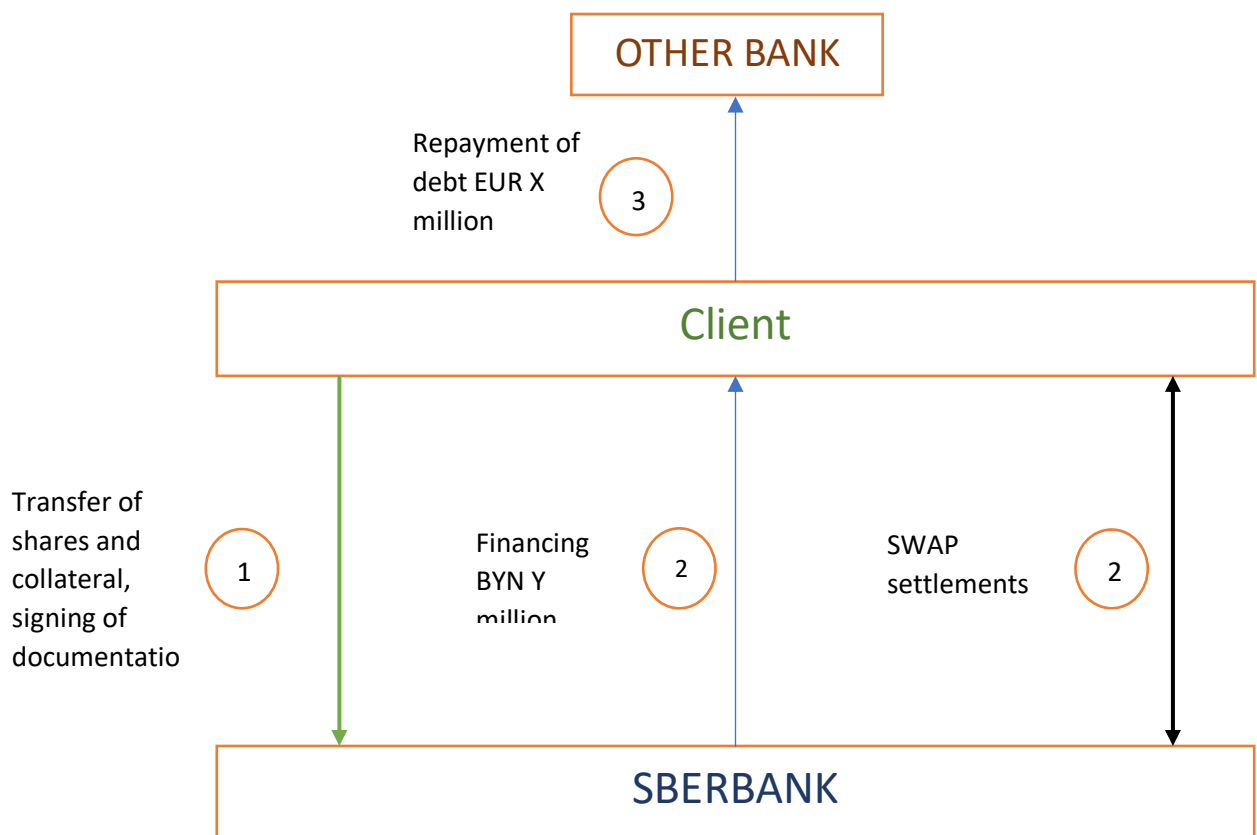 OTHER BANK
Repayment of
debt EUR X
million
3
Client
Transfer of
shares and
collateral,
signing of
documentatio
1
Financing
BYN Y
million
2
SWAP
settlements
2
SBERBANK